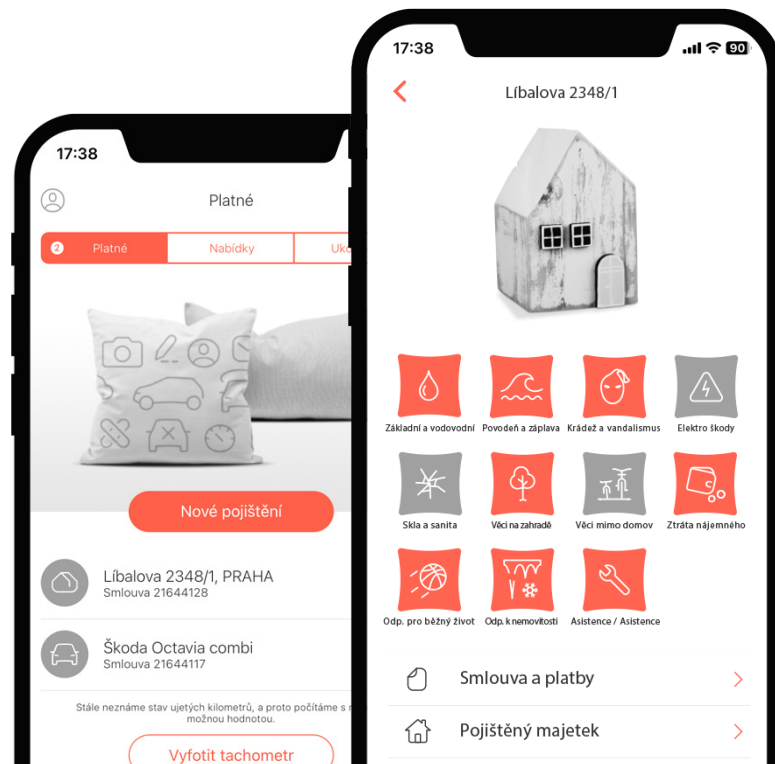 17:38
Platné
2 Platné
Nabídky
Nové pojištění
Líbalova 2348/1, PRAHA
Smlouva 21644128
Škoda Octavia combi
Smlouva 21644117
Stále neznáme stav ujetých kilometrů, a proto počítáme s
možnou hodnotou.
Vyfotit tachometr
17:38
90
Líbalova 2348/1
Základní a vodovodní
Povodeň a záplava
Krádež a vandalismus
Elektro škody
Skla a sanita
Věci na zahradě
Věci mimo domov
Ztráta nájemného
Odp. pro běžný život
Odp. k nemovitosti
Asistence / Asistence
Smlouva a platby
Pojištěný majetek